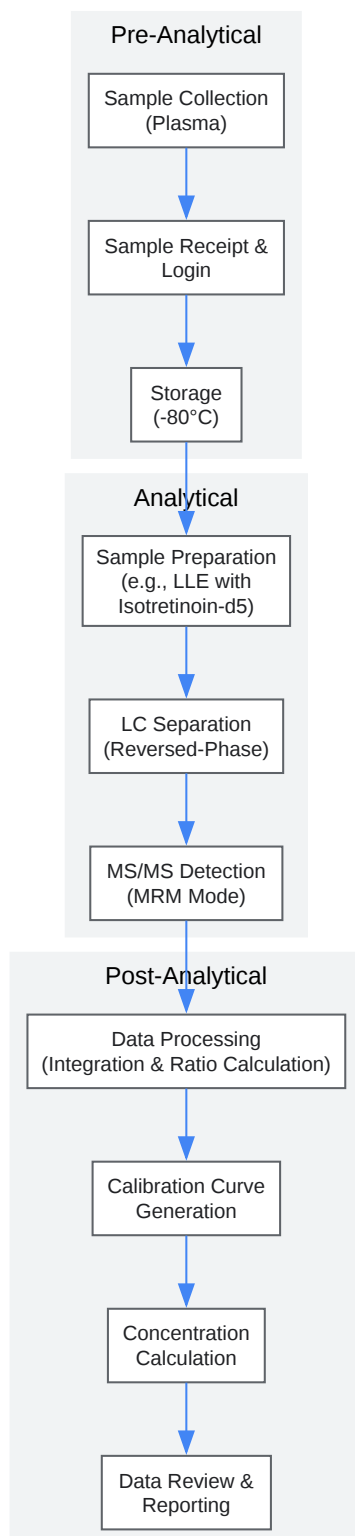 Pre-Analytical
Sample Collection
(Plasma)
Sample Receipt &
Login
Storage
(-80°C)
Analytical
Sample Preparation
(e.g., LLE with
Isotretinoin-d5)
LC Separation
(Reversed-Phase)
MS/MS Detection
(MRM Mode)
Post-Analytical
Data Processing
(Integration & Ratio Calculation)
Calibration Curve
Generation
Concentration
Calculation
Data Review &
Reporting